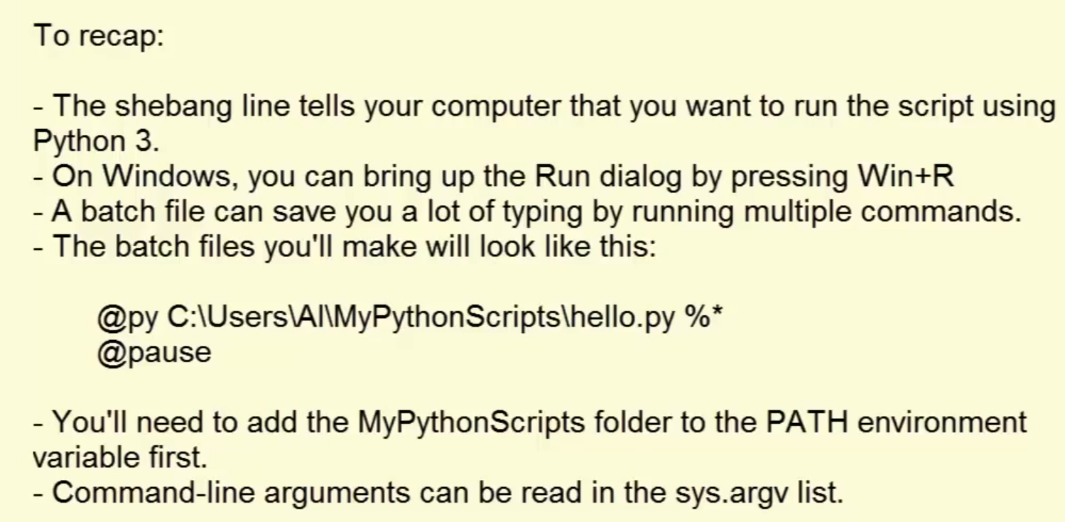 To recap:
- The shebang line tells your computer that you want to run the script using
Python 3.
- On Windows, you can bring up the Run dialog by pressing Win+R
- A batch file can save you a lot of typing by running multiple commands.
- The batch files you'll make will look like this:
@py C:\Users\Al\MyPythonScripts\hello.py %*
@pause
- You'll need to add the MyPythonScripts folder to the PATH environment
variable first.
- Command-line arguments can be read in the sys.argv list.